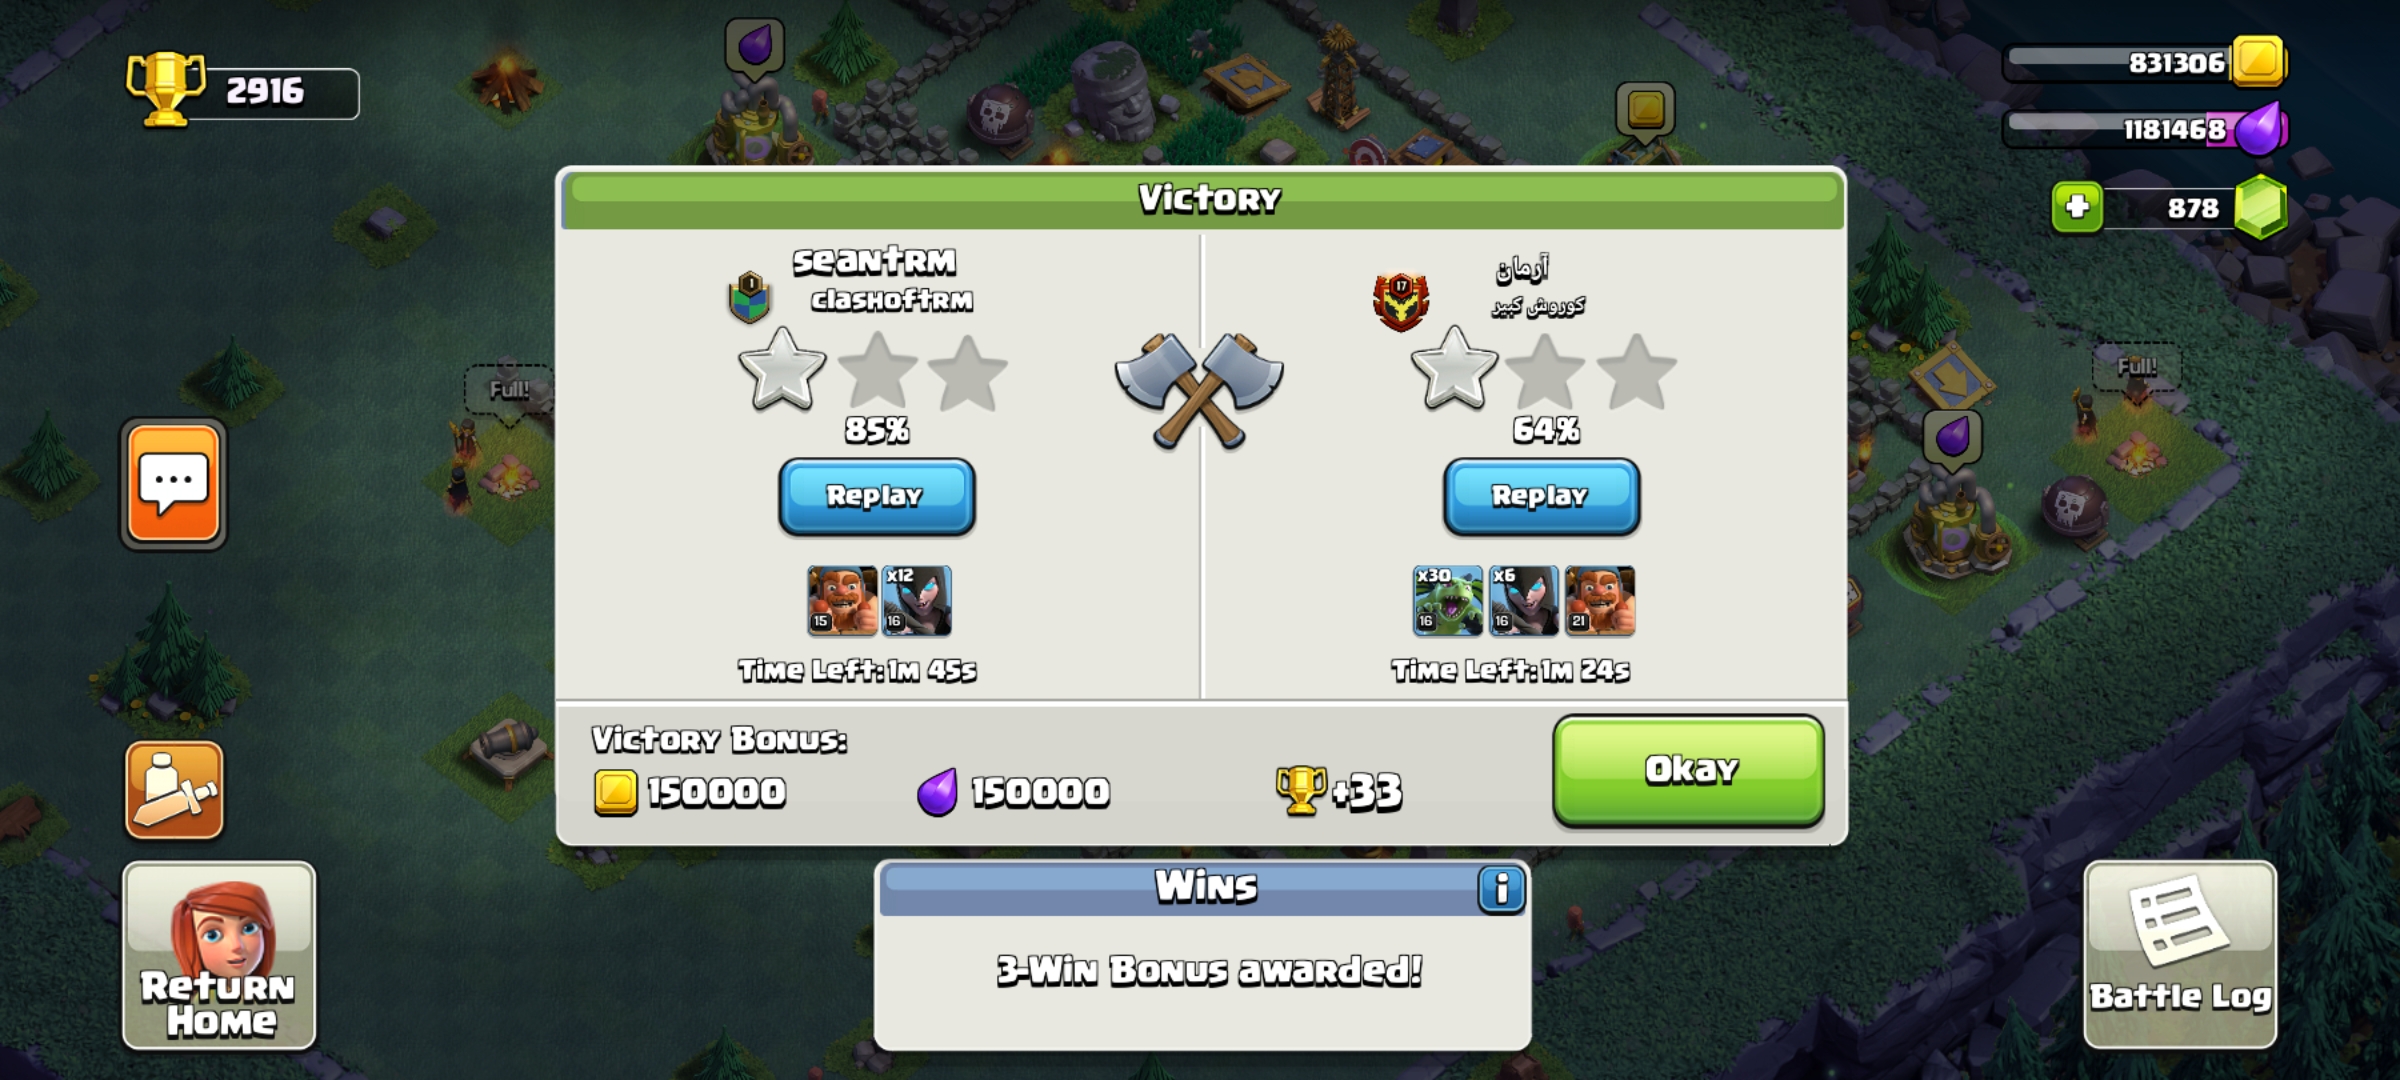 2916
831306
1181468
878
Victory
seantrm
clashoftrm
1
آرمان
کوروش کبیر
17
85%
64%
Full!
Full!
Replay
Replay
15
x12
16
x30
16
x6
16
21
Time Left:1m 45s
Time Left:1m 24s
Victory Bonus:
150000
150000
+33
Okay
Wins
i
3-Win Bonus awarded!
Return
Home
Battle Log